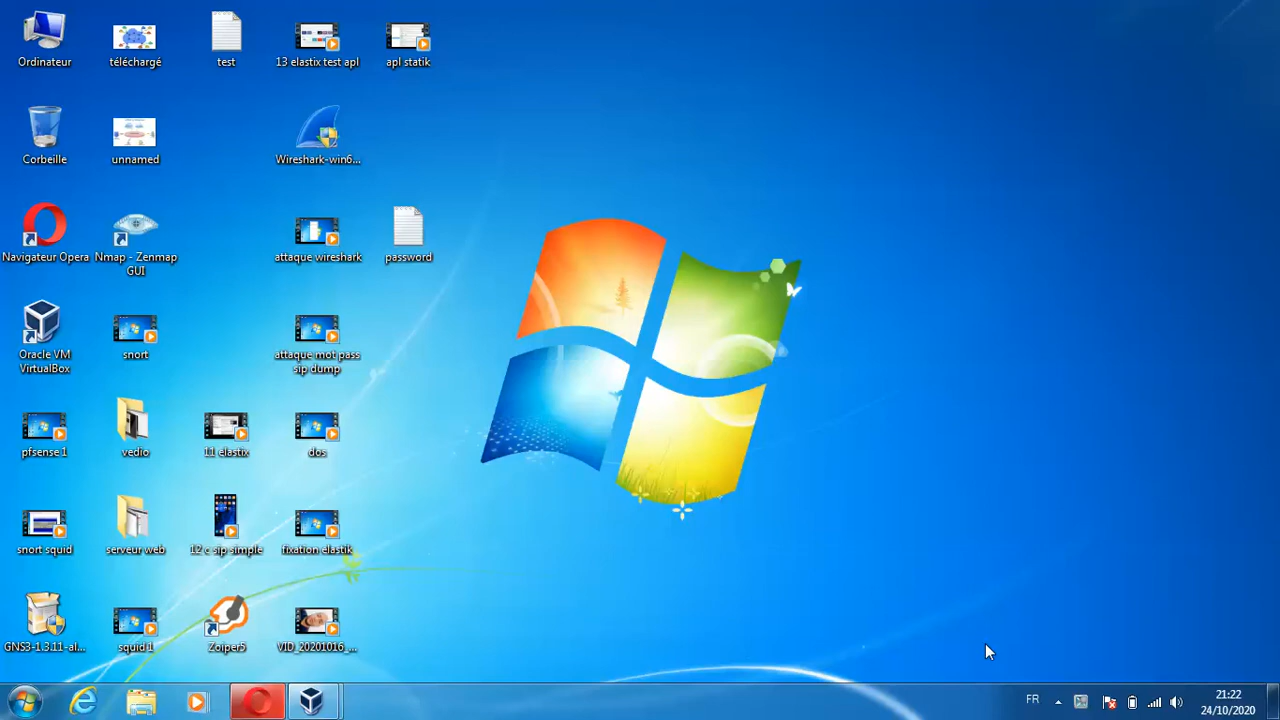 Ordinateur
téléchargé
test
13 elastix test apl
apl statik
Corbeille
unnamed
Wireshark-win6...
Navigateur Opera
Nmap - Zenmap
GUI
attaque wireshark
password
Oracle VM
VirtualBox
snort
attaque mot pass
sip dump
pfsense 1
vedio
11 elastix
dos
snort squid
serveur web
12 c sip simple
fixation elastik
GNS3-1.3.11-al...
squid 1
Zoiper5
VID_20201016_...
FR
21:22
24/10/2020